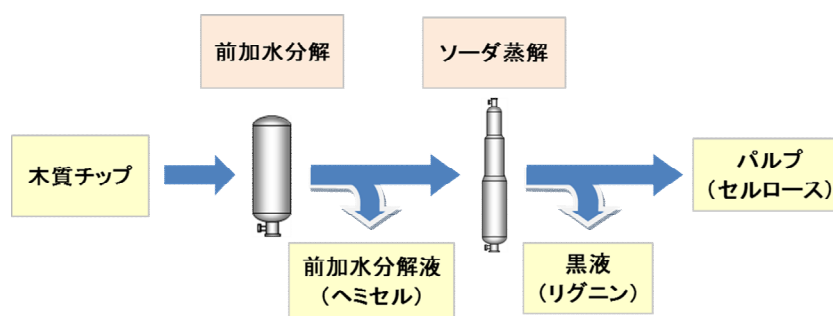 前加水分解
ソーダ蒸解
木質チップ
パルプ
（セルロース）
前加水分解液
（ヘミセル）
黒液
（リグニン）